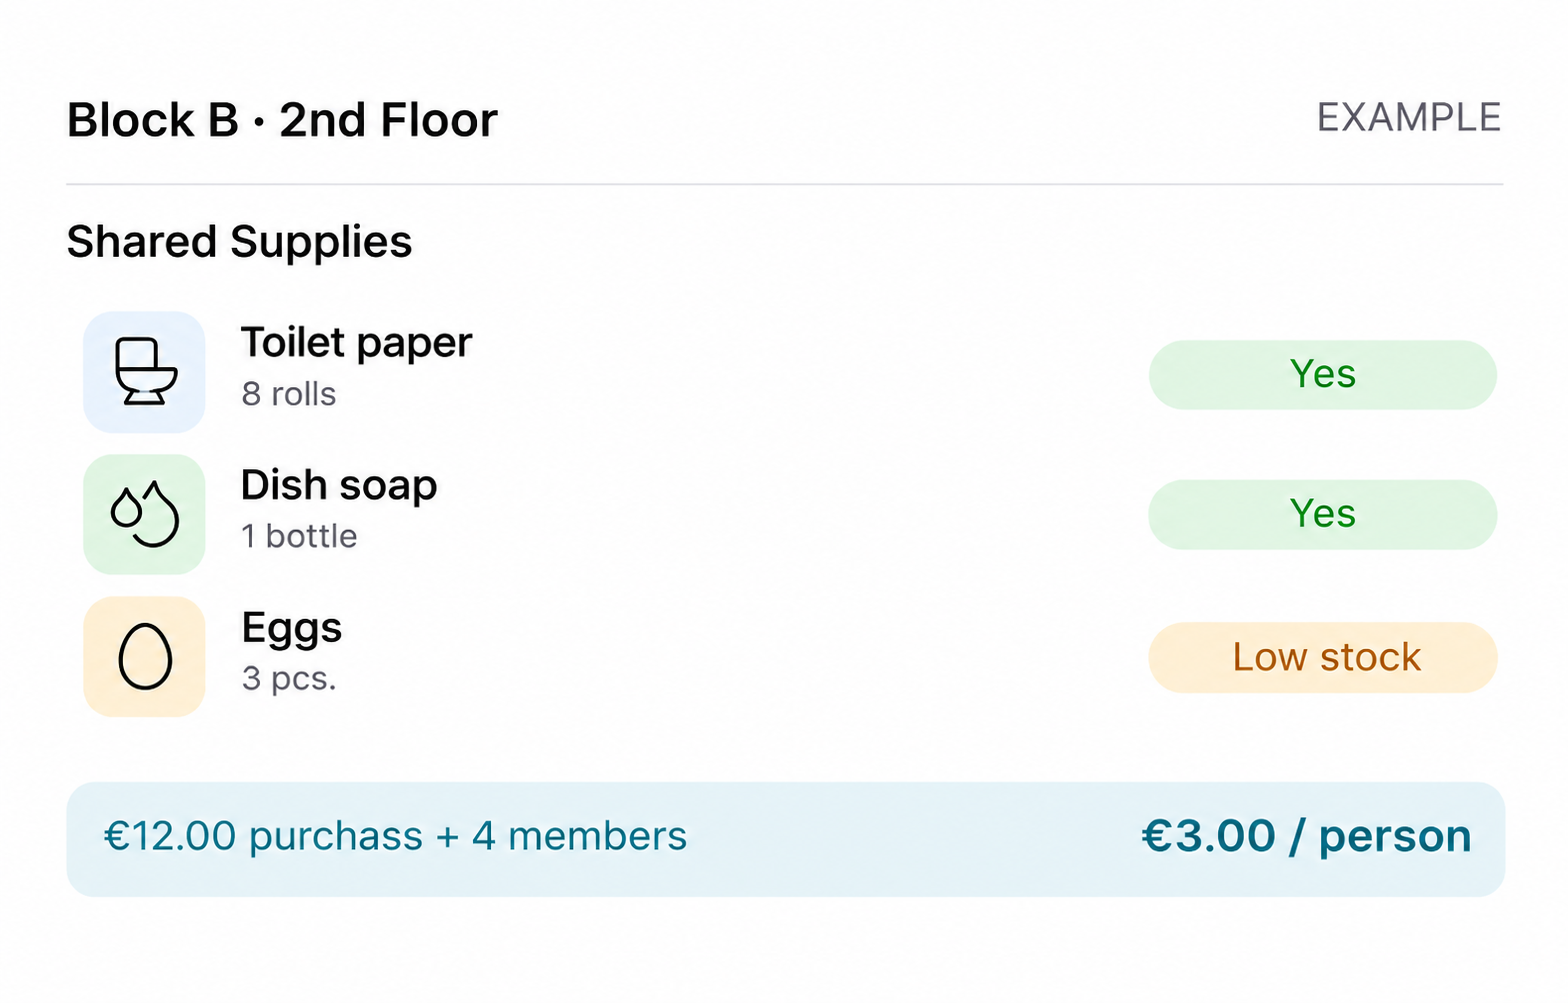 Block B · 2nd Floor
EXAMPLE
Shared Supplies
Toilet paper
8 rolls
Yes
Dish soap
1 bottle
Yes
Eggs
3 pcs.
Low stock
€12.00 purchass + 4 members
€3.00 / person